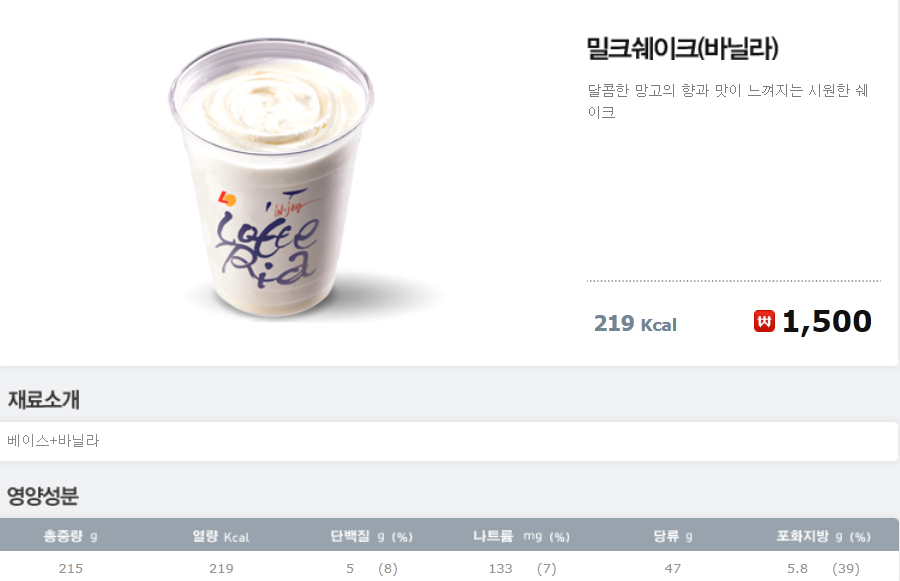 밀크쉐이크(바닐라)
달콤한 망고의 향과 맛이 느껴지는 시원한 쉐
이크
Lotte
Ria
219 Kcal
1,500
재료소개
베이스+바닐라
영양성분
총중량 g 열량 Kcal 단백질 g (%) 나트륨 mg (%) 당류 g 포화지방 g (%)
215 219 5 (8) 133 (7) 47 5.8 (39)